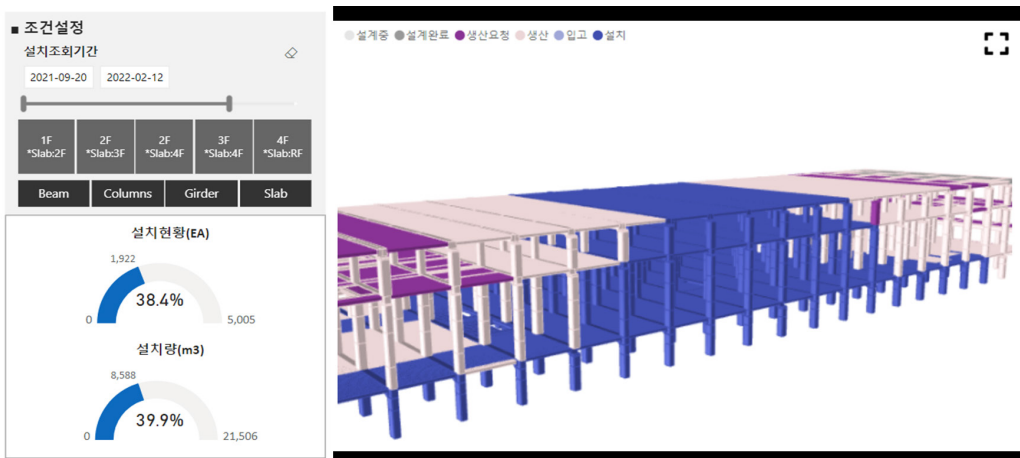 ■ 조건설정
설치조회기간
2021-09-20 2022-02-12
1F
*Slab:2F
2F
*Slab:3F
2F
*Slab:4F
3F
*Slab:4F
4F
*Slab:RF
Beam Columns Girder Slab
설치현황(EA)
1,922
38.4%
0 5,005
설치량(m3)
8,588
39.9%
0 21,506
설계중 설계완료 생산요청 생산 입고 설치